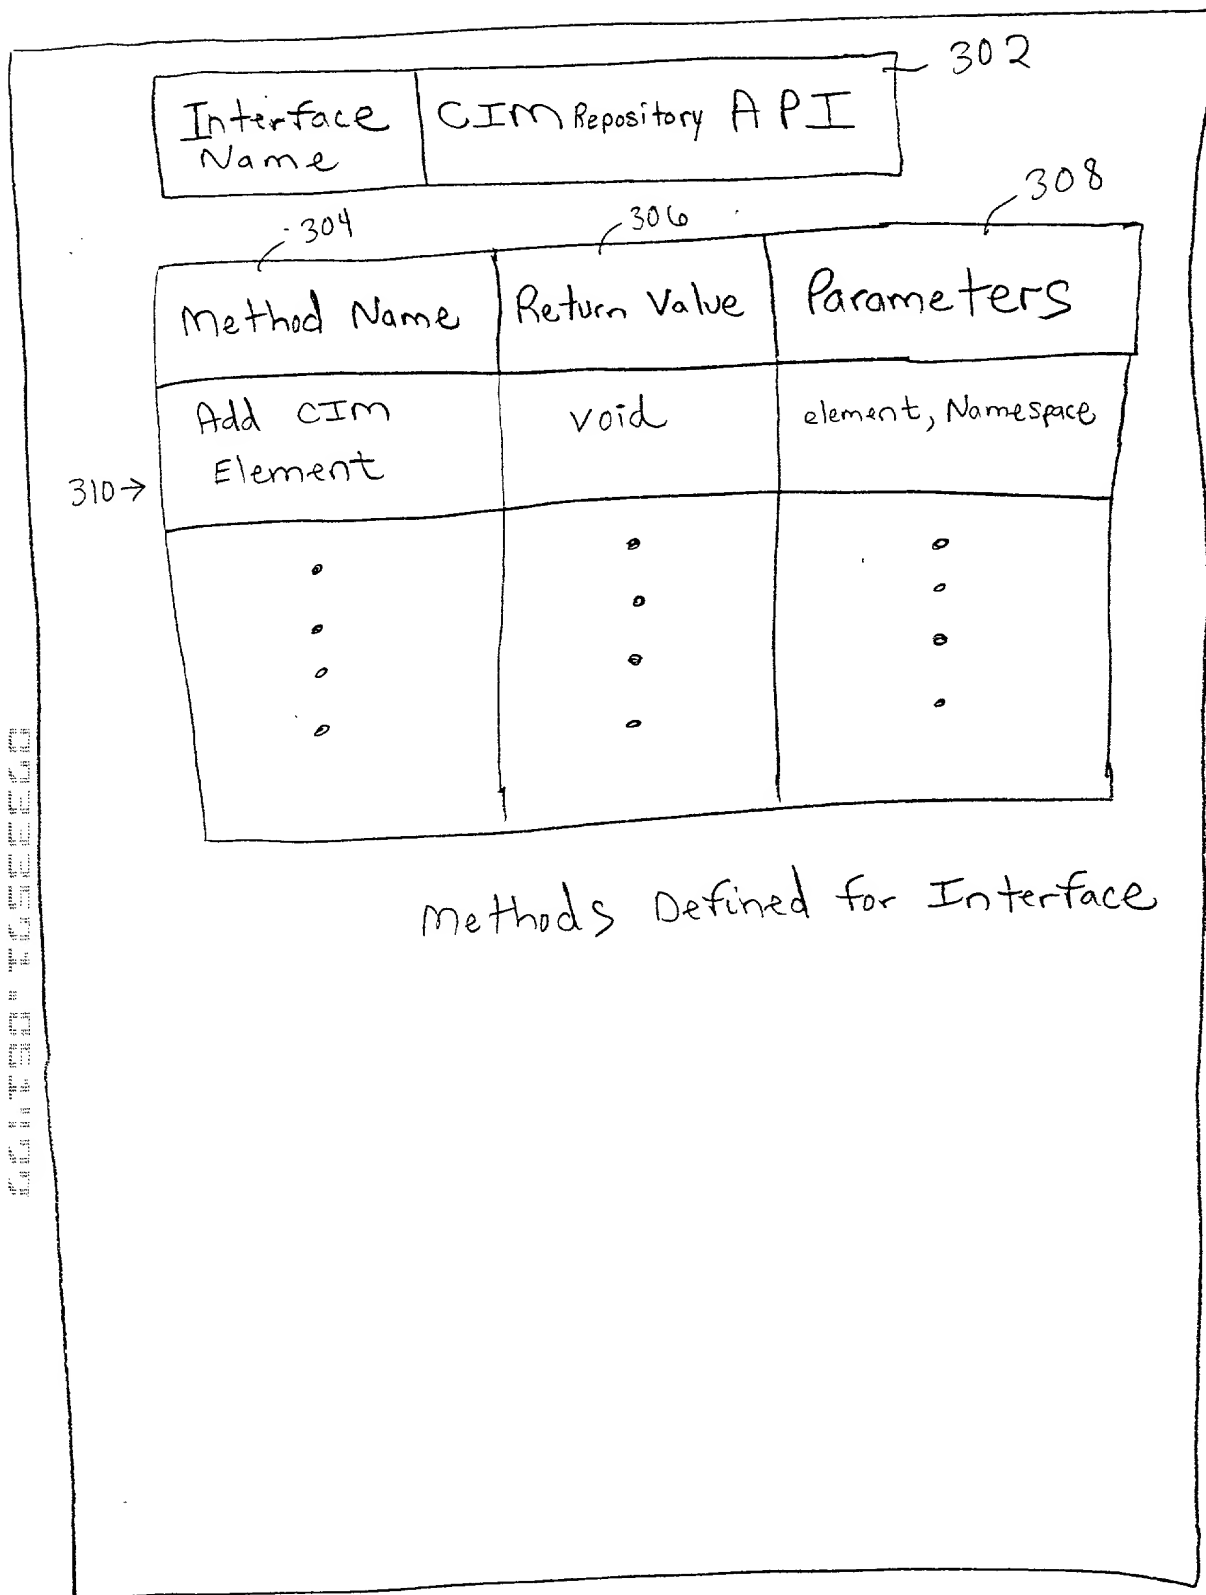 302
Interface CIM Repository API
Name
308
304 306
Method Name Return Value Parameters
Add CIM void element, Namespace
Element
310→
Methods Defined for Interface